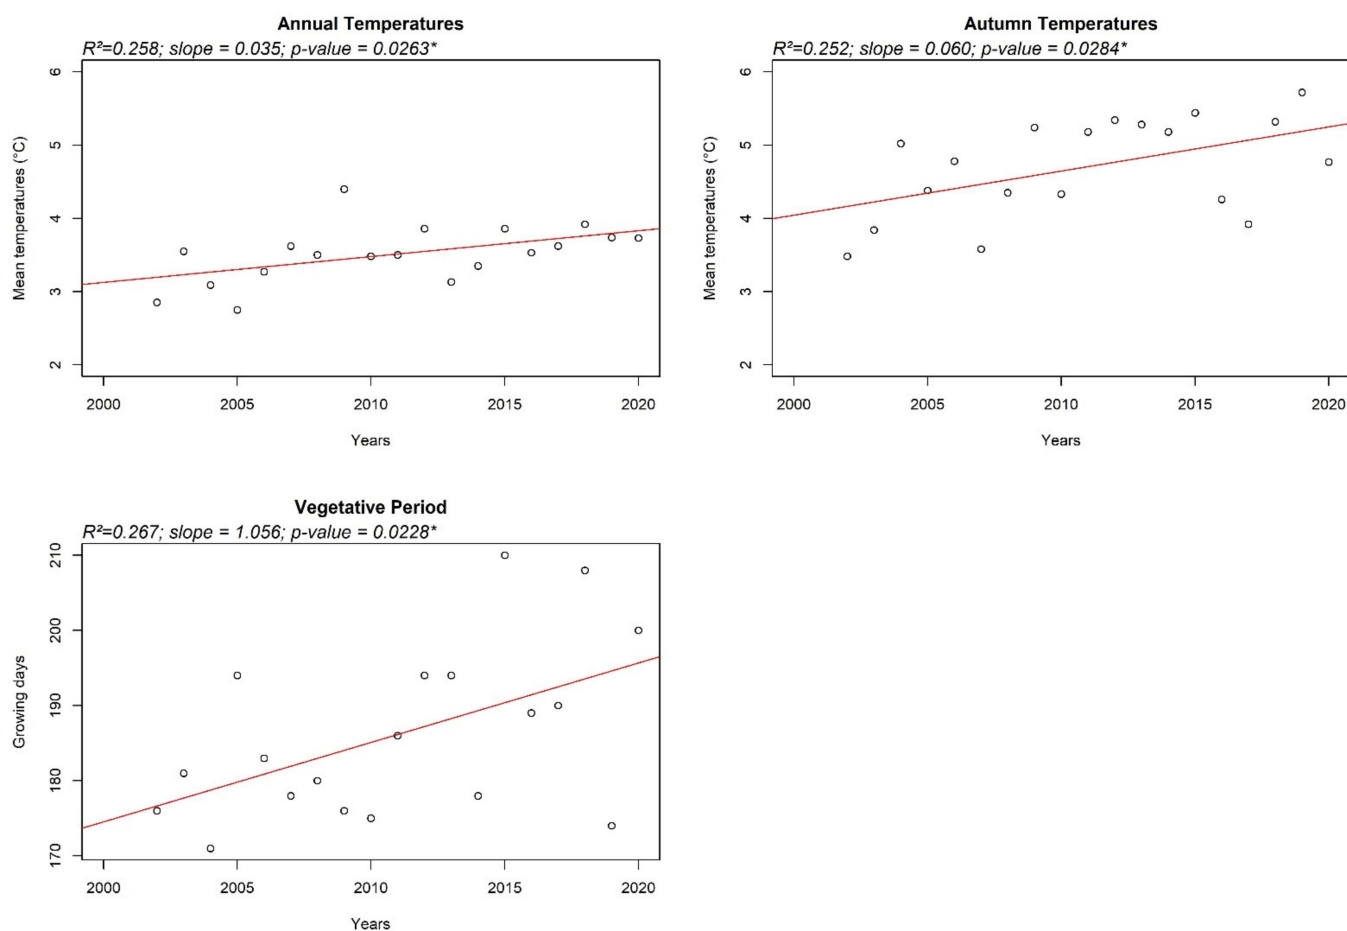 Annual Temperatures
R²=0.258; slope = 0.035; p-value = 0.0263*
Mean temperatures (°C)
6
5
4
3
2
2000 2005 2010 2015 2020
Years
Autumn Temperatures
R²=0.252; slope = 0.060; p-value = 0.0284*
Mean temperatures (°C)
6
5
4
3
2
2000 2005 2010 2015 2020
Years
Vegetative Period
R²=0.267; slope = 1.056; p-value = 0.0228*
Growing days
210
200
190
180
170
2000 2005 2010 2015 2020
Years